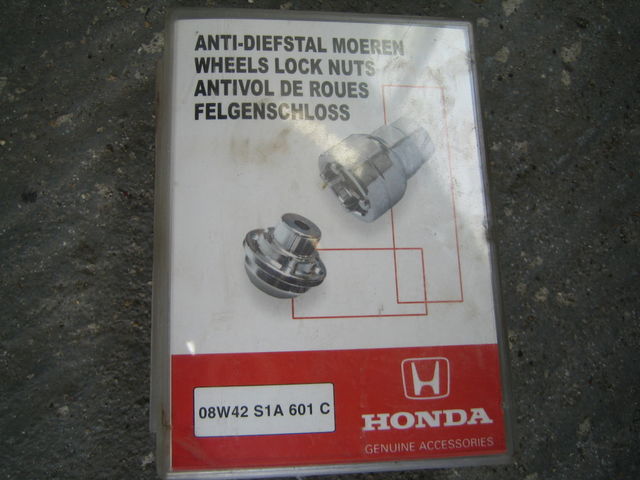 ANTI-DIEFSTAL MOEREN
WHEELS LOCK NUTS
ANTIVOL DE ROUES
FELGENSCHLOSS
08W42 S1A 601 C
HONDA
GENUINE ACCESSORIES